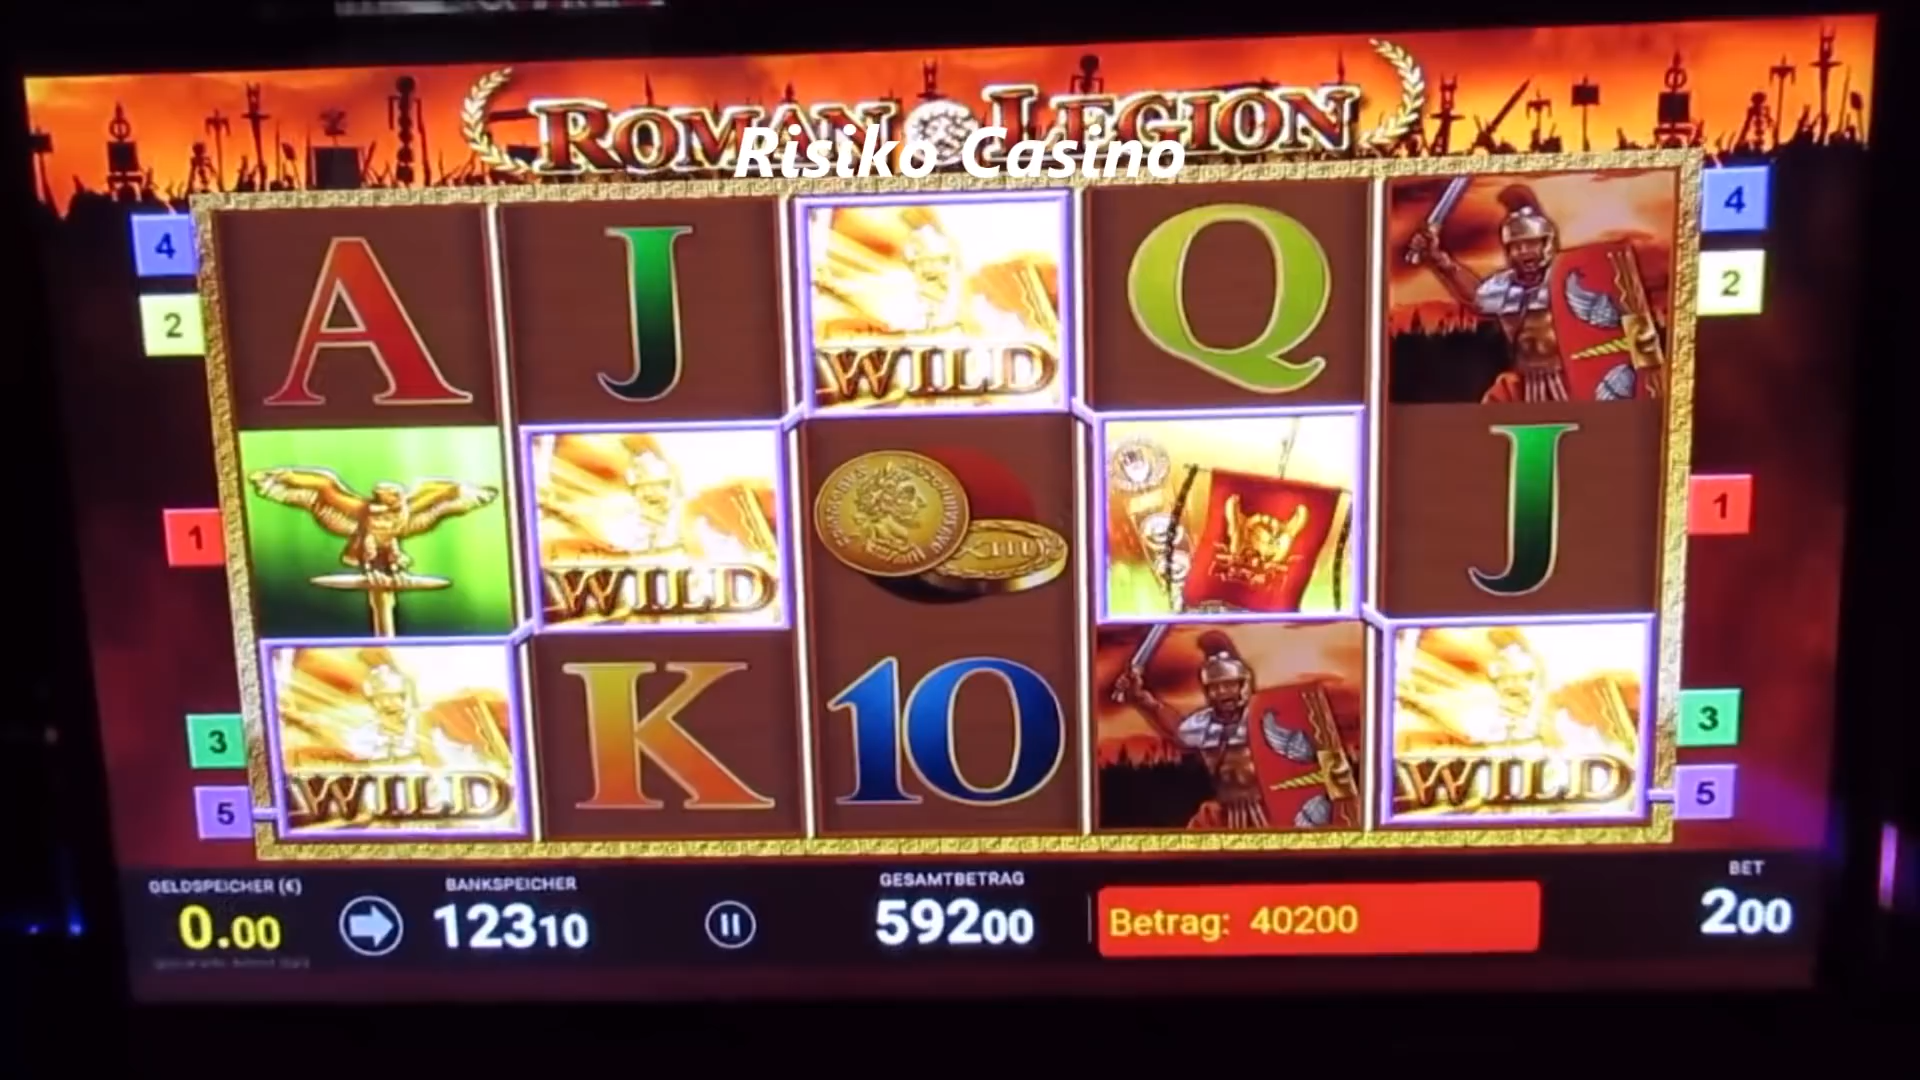 ROMAN LEGION
Risiko Casino
4 4
2 2
A J WILD Q
WILD J
1 1
WILD K 10 WILD
3 3
5 5
GELDSPEICHER (€) BANKSPEICHER GESAMTBETRAG BET
0.00 12310 59200 Betrag: 40200 200